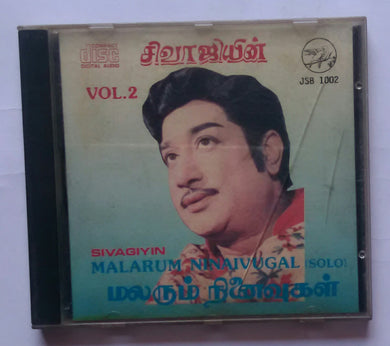 COMPACT
disc
DIGITAL AUDIO
சிவாஜியின்
JSB 1002
VOL.2
SIVAGIYIN
MALARUM NINAIVUGAL (SOLO)
மலரும் நினைவுகள்